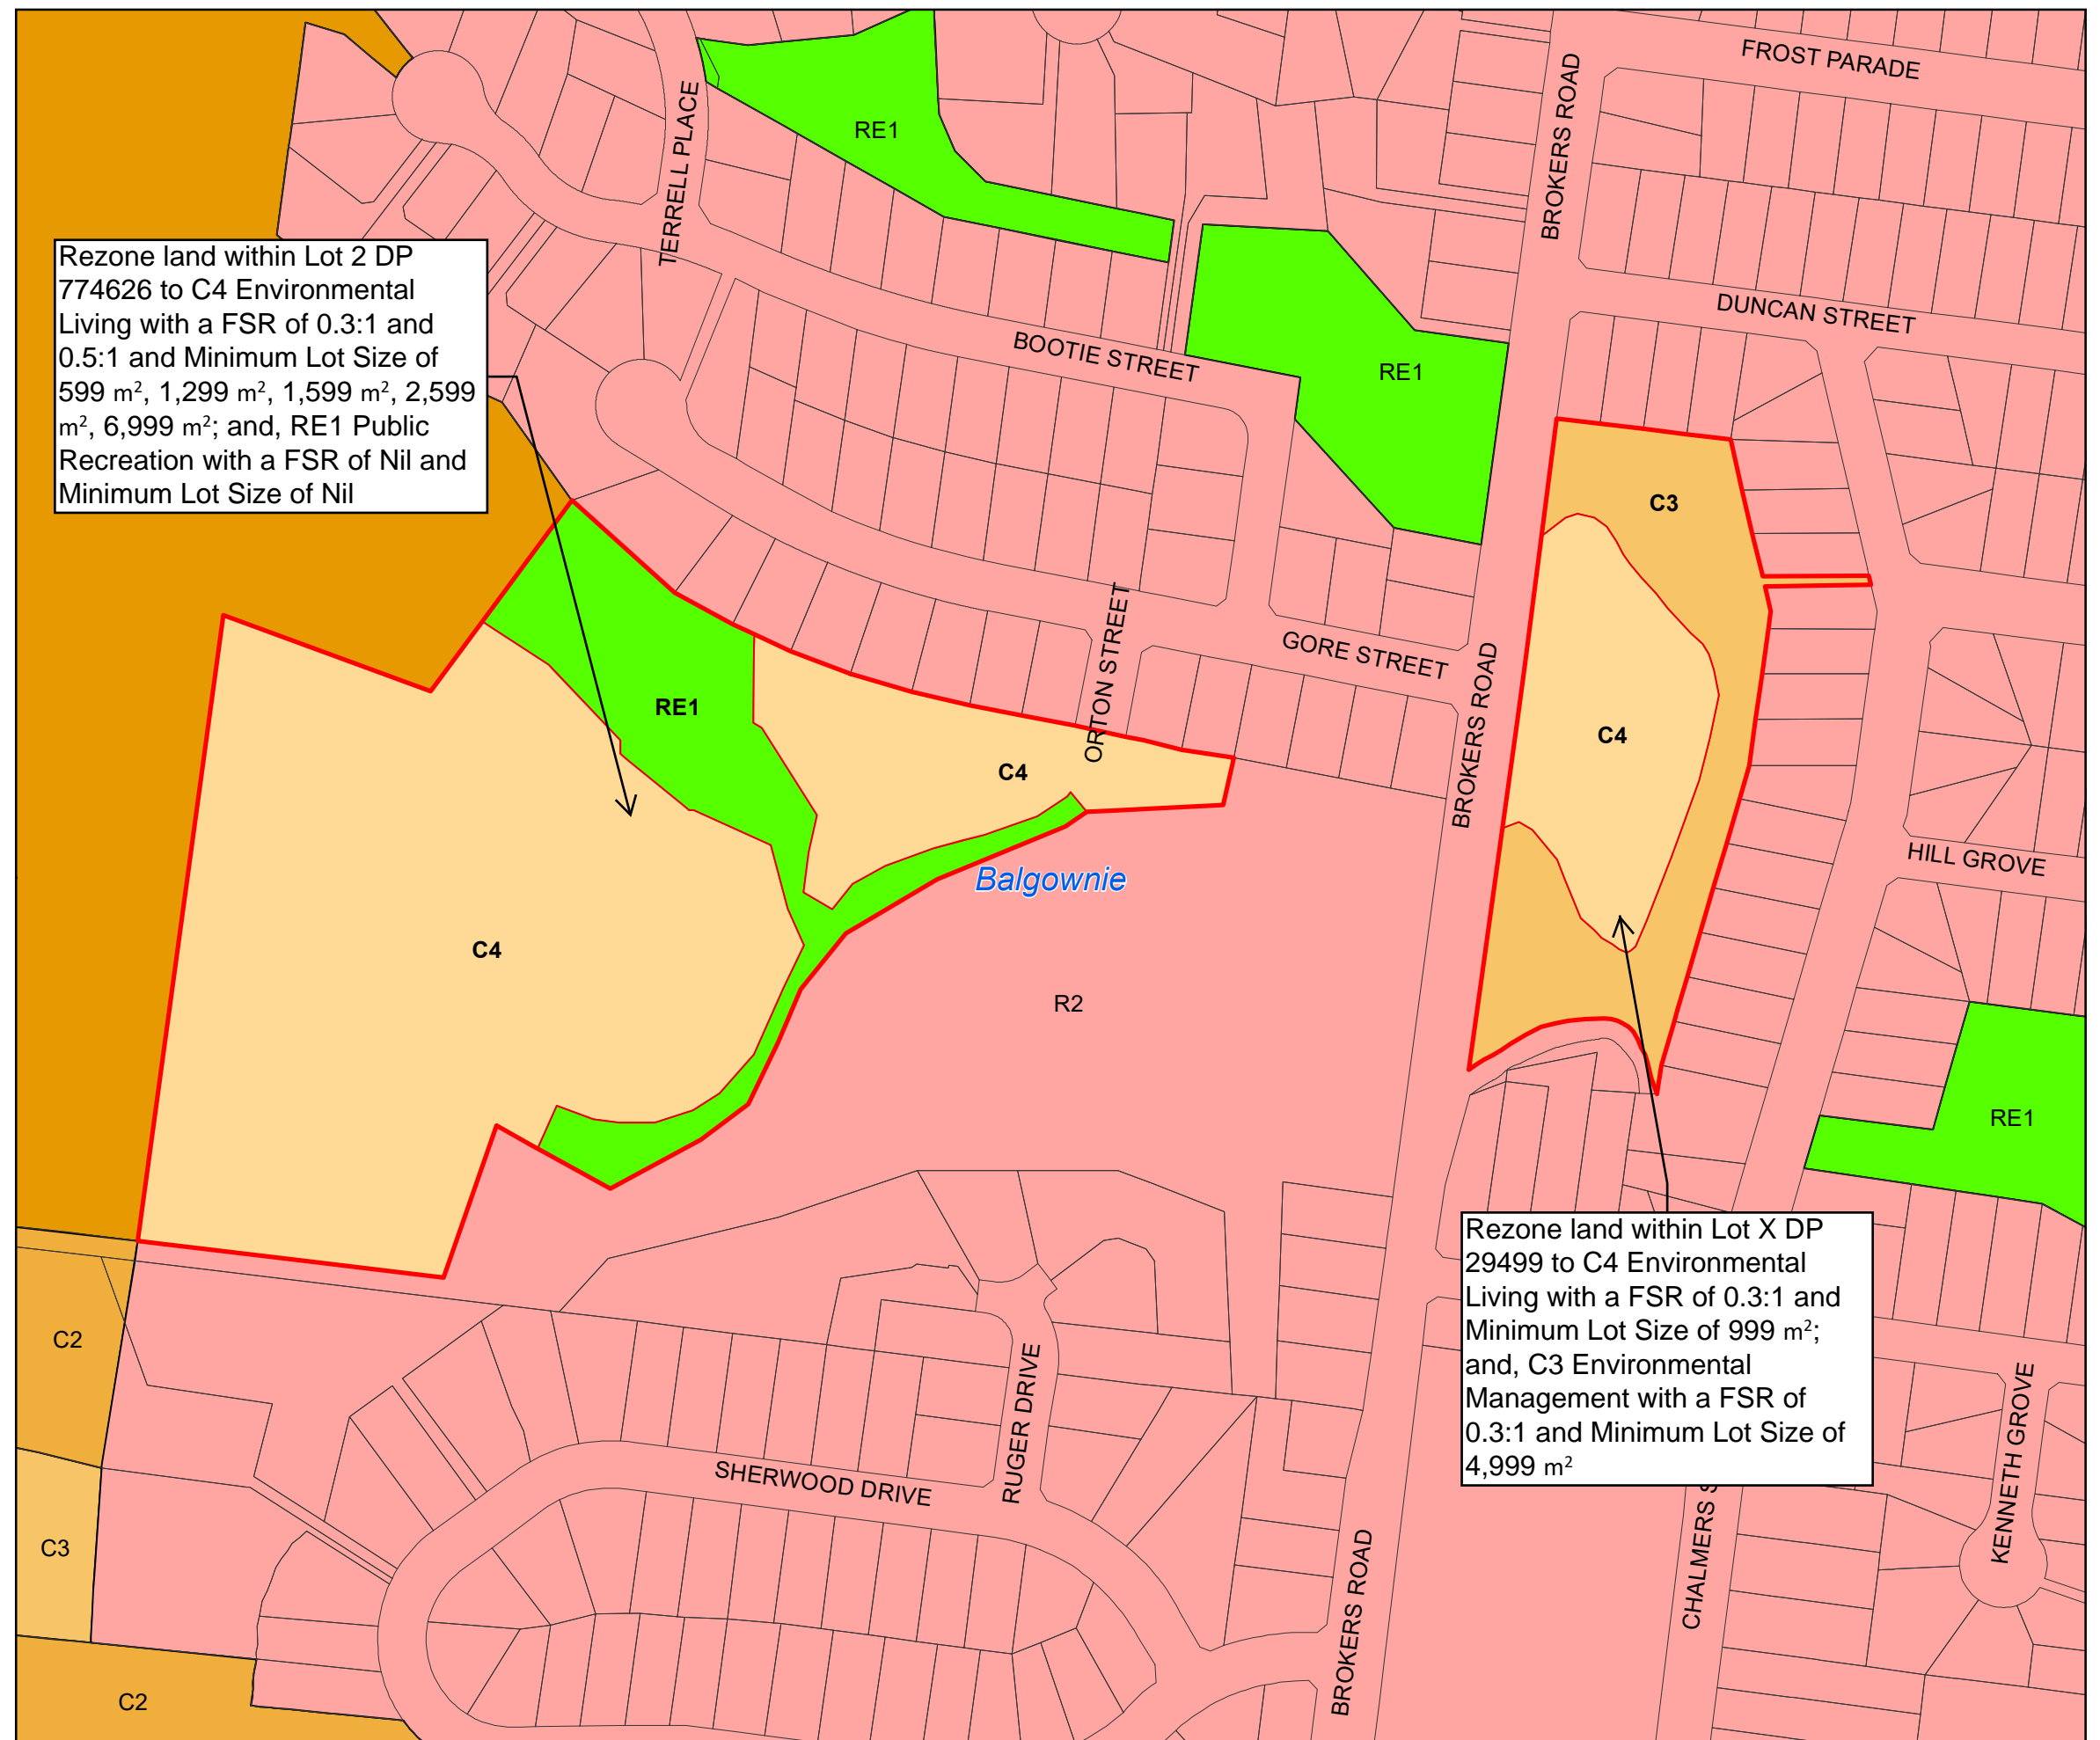 FROST PARADE
BROKERS ROAD
RE1
TERRELL PLACE
Rezone land within Lot 2 DP
774626 to C4 Environmental
Living with a FSR of 0.3:1 and
0.5:1 and Minimum Lot Size of
599 m², 1,299 m², 1,599 m², 2,599
m², 6,999 m²; and, RE1 Public
Recreation with a FSR of Nil and
Minimum Lot Size of Nil
DUNCAN STREET
BOOTIE STREET
RE1
C3
ORTON STREET
GORE STREET
BROKERS ROAD
RE1
C4
C4
HILL GROVE
Balgownie
C4
R2
RE1
Rezone land within Lot X DP
29499 to C4 Environmental
Living with a FSR of 0.3:1 and
Minimum Lot Size of 999 m²;
and, C3 Environmental
Management with a FSR of
0.3:1 and Minimum Lot Size of
4,999 m²
C2
RUGER DRIVE
KENNETH GROVE
SHERWOOD DRIVE
CHALMERS S
C3
BROKERS ROAD
C2